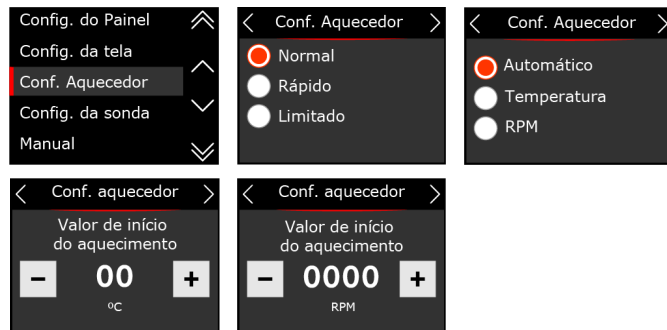 Config. do Painel
Config. da tela
Conf. Aquecedor
Config. da sonda
Manual
Conf. Aquecedor
Normal
Rápido
Limitado
Conf. Aquecedor
Automático
Temperatura
RPM
Conf. aquecedor
Valor de início
do aquecimento
− 00 +
ºC
Conf. aquecedor
Valor de início
do aquecimento
− 0000 +
RPM